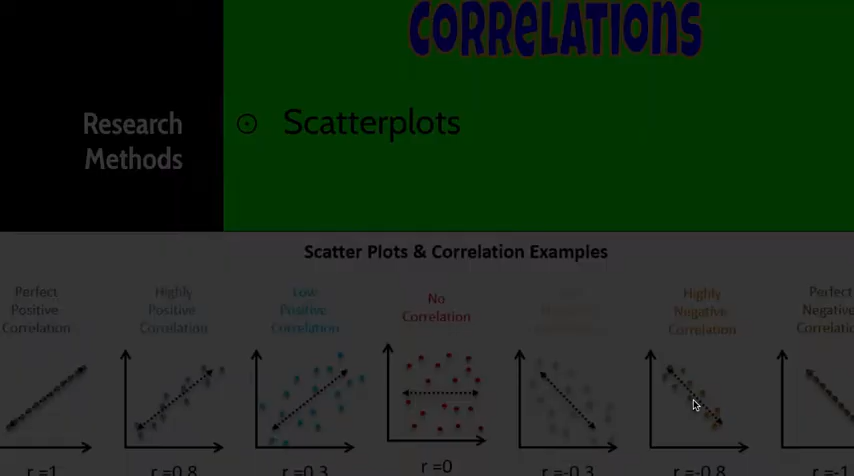 CORRELATIONS
Research
Methods
Scatterplots
Scatter Plots & Correlation Examples
Perfect
Positive
Correlation
Highly
Positive
Correlation
Low
Positive
Correlation
No
Correlation
Highly
Negative
Correlation
Perfect
Negative
r =1
r =0.8
r =0.3
r =0
r =-0.3
r =-0.8
r =-1